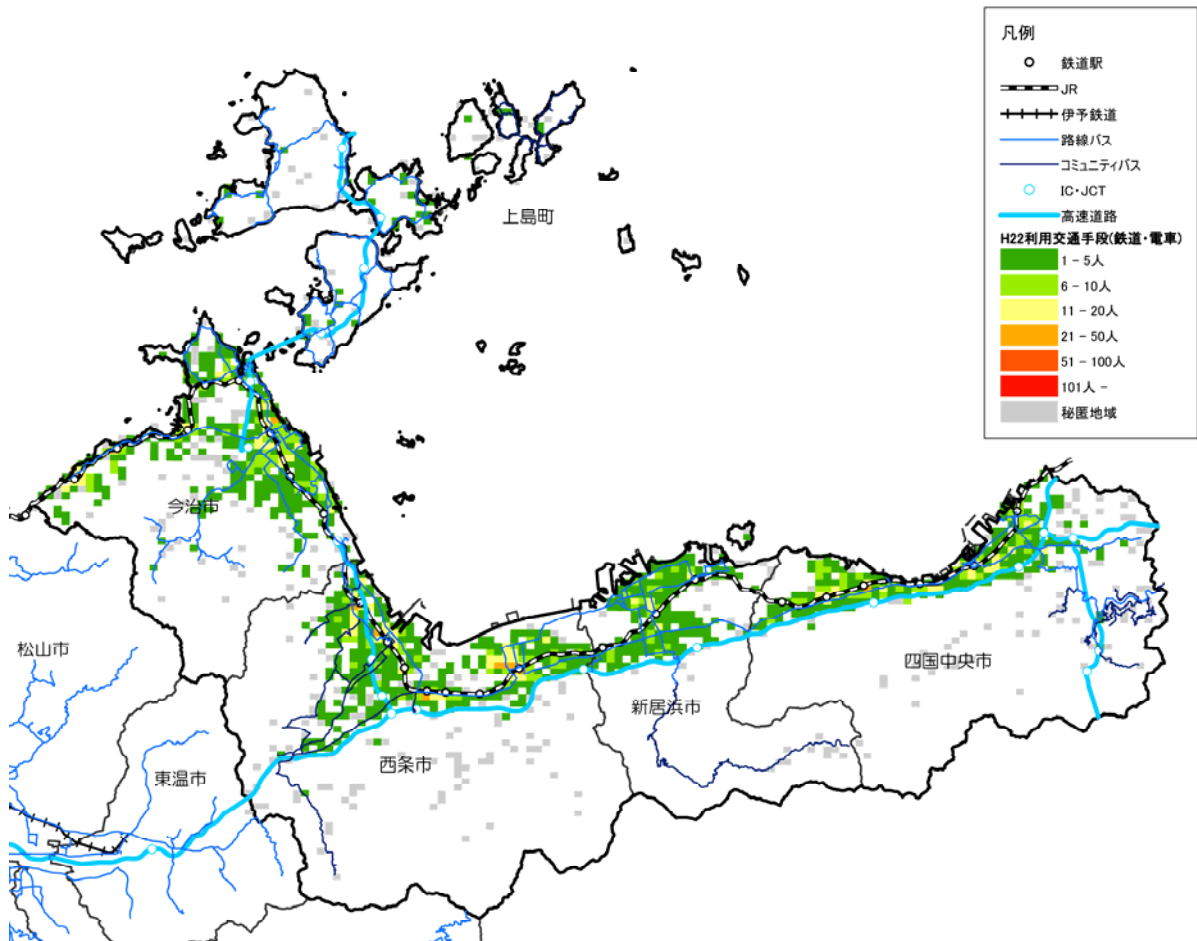 凡例
鉄道駅
JR
伊予鉄道
路線バス
コミュニティバス
IC・JCT
高速道路
H22利用交通手段(鉄道・電車)
1 - 5人
6 - 10人
11 - 20人
21 - 50人
51 - 100人
101人 -
秘匿地域
上島町
今治市
松山市
四国中央市
新居浜市
西条市
東温市